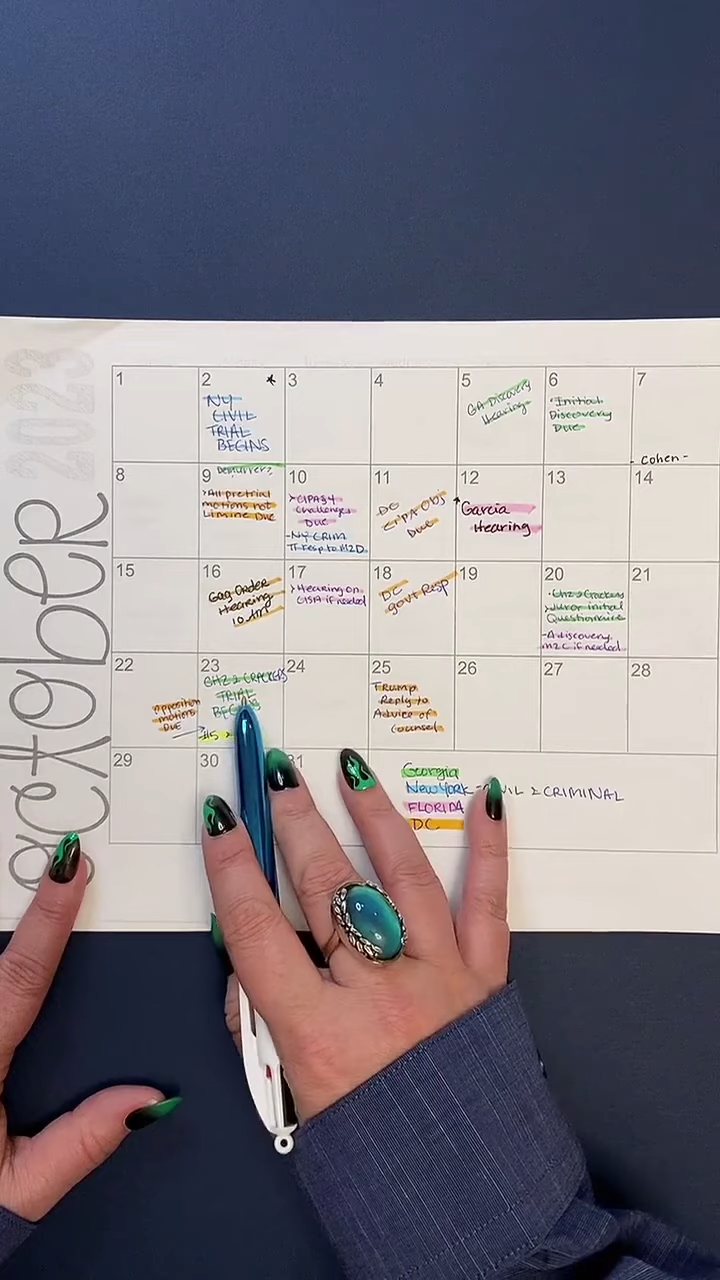 October 2023
1
2
*
NY
CIVIL
TRIAL
BEGINS
3
4
5
GA Discovery
Hearing
6
·Initial
Discovery
Due
7
- Cohen -
8
9
Demurrers
>All pretrial
motions not
Limine Due
10
>CIPA §4
Challenges
Due
-NY CRIM
π resp to M2D
11
DC
CIPA Obj
Due
12
*
Garcia
Hearing
13
14
15
16
Gag Order
Hearing
10 AM
17
>Hearing on
if needed
18
DC
govt Resp
19
20
Juror initial
Questionnaire
-Δ discovery
M2C if needed
21
22
Opposition
motions
DUE
23
TRIAL
24
25
Trump
Reply to
Advice of
Counsel
26
27
28
29
30
31
Georgia
New York = CIVIL & CRIMINAL
FLORIDA
DC